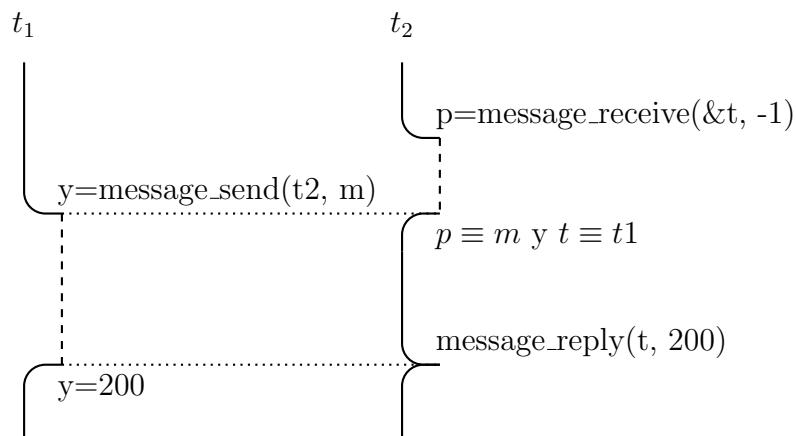 t₁
t₂
p=message_receive(&t, -1)
y=message_send(t2, m)
p ≡ m y t ≡ t1
message_reply(t, 200)
y=200